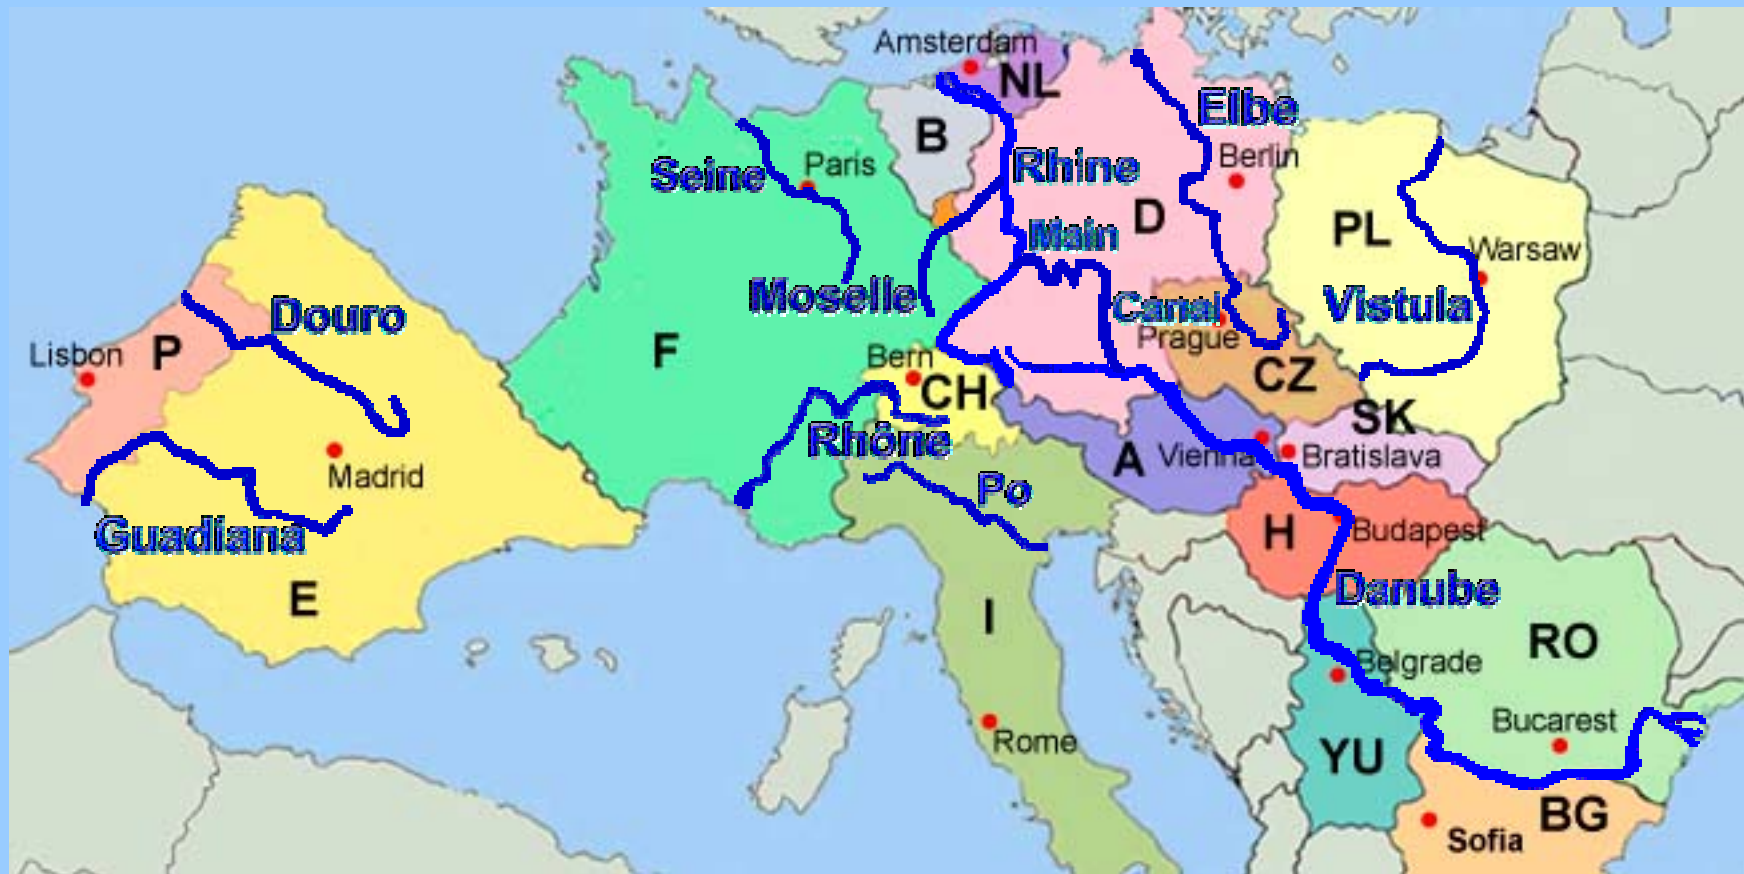 Amsterdam
NL
Elbe
B
Rhine
Berlin
Seine
Paris
D
Main
PL
Warsaw
Moselle
Canal
Vistula
Douro
Prague
Lisbon
P
F
Bern
CH
CZ
SK
Rhône
A
Vienna
Bratislava
Madrid
Po
Guadiana
H
Budapest
Danube
E
I
RO
Belgrade
Bucarest
Rome
YU
BG
Sofia